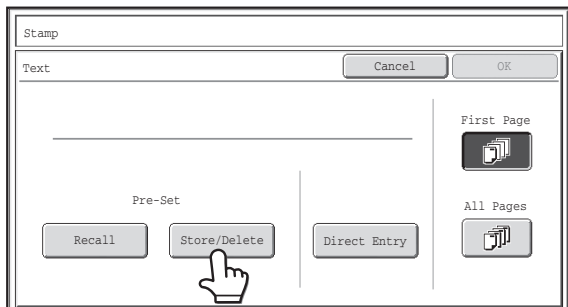 Stamp
Text
Cancel
OK
First Page
All Pages
Pre-Set
Recall
Store/Delete
Direct Entry